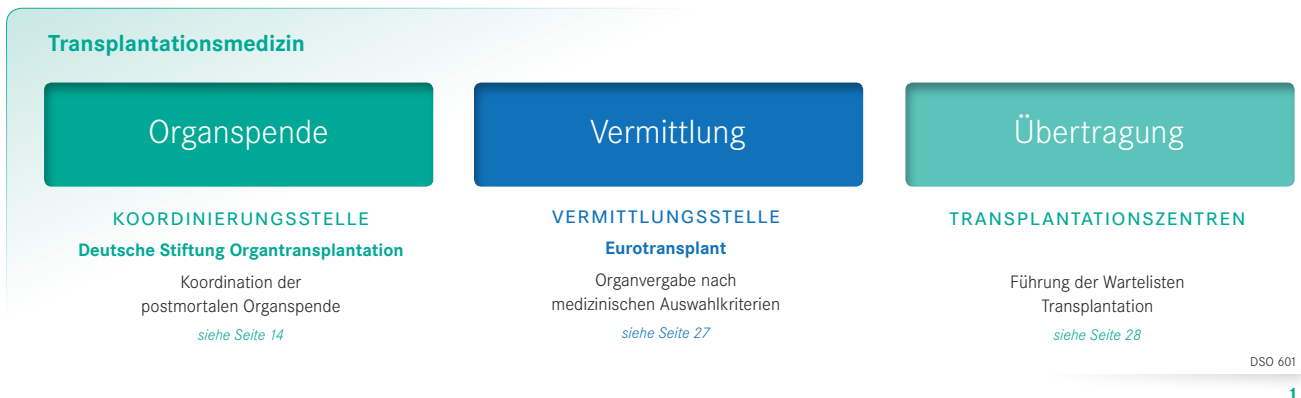 Transplantationsmedizin
Organspende
KOORDINIERUNGSSTELLE
Deutsche Stiftung Organtransplantation
Koordination der
postmortalen Organspende
siehe Seite 14
Vermittlung
VERMITTLUNGSSTELLE
Eurotransplant
Organvergabe nach
medizinischen Auswahlkriterien
siehe Seite 27
Übertragung
TRANSPLANTATIONSZENTREN
Führung der Wartelisten
Transplantation
siehe Seite 28
DSO 601
1